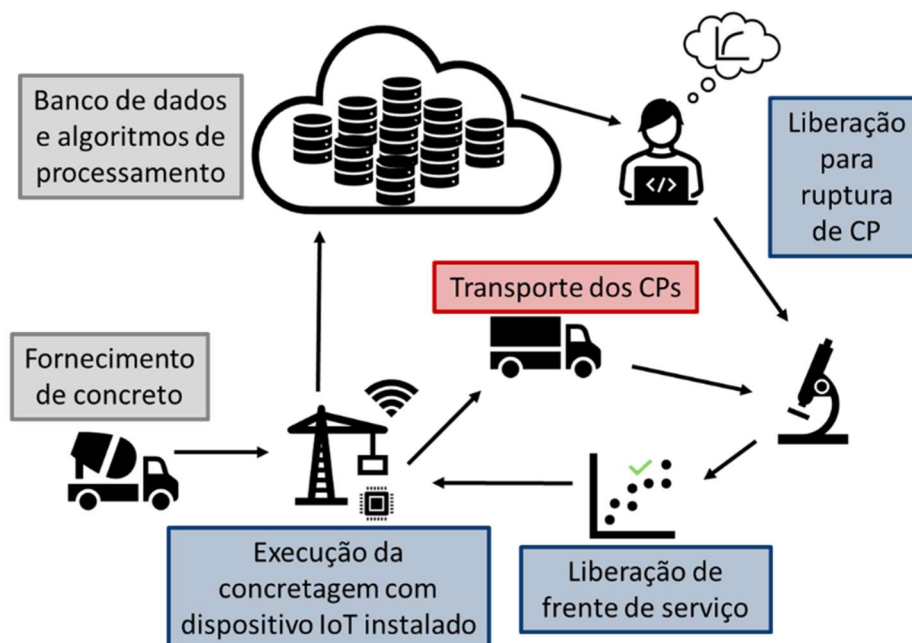 Banco de dados
e algoritmos de
processamento
</>
Liberação
para
ruptura
de CP
Transporte dos CPs
Fornecimento
de concreto
Execução da
concretagem com
dispositivo IoT instalado
Liberação de
frente de serviço